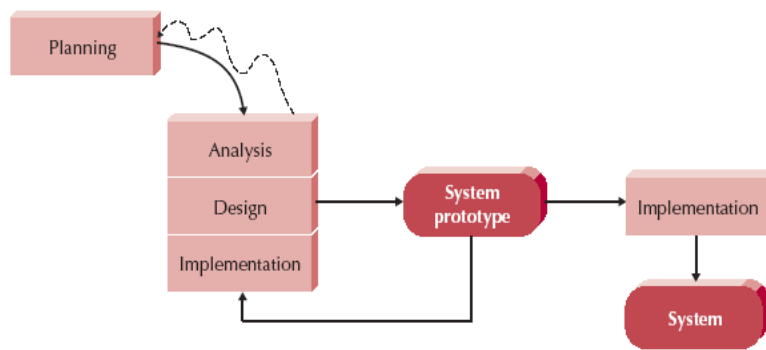 Planning
Analysis
Design
Implementation
System
prototype
Implementation
System